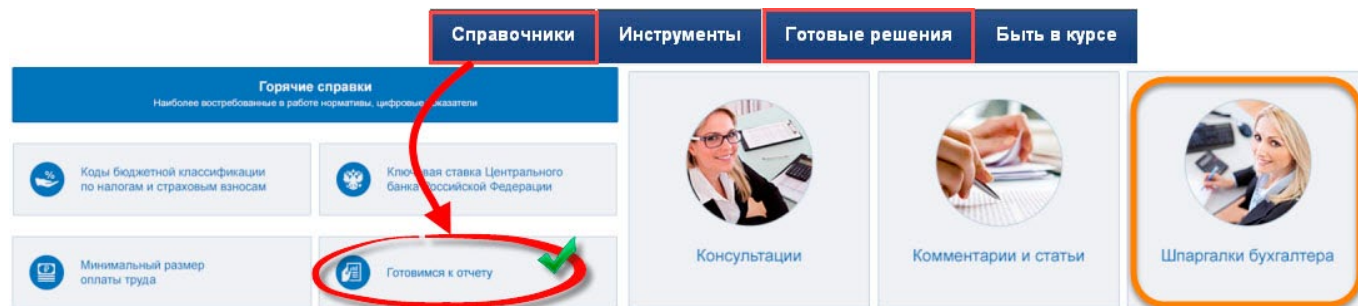 Справочники
Инструменты
Готовые решения
Быть в курсе
Горячие справки
Наиболее востребованные в работе нормативы, цифровые показатели
Коды бюджетной классификации
по налогам и страховым взносам
Ключевая ставка Центрального
банка Российской Федерации
Минимальный размер
оплаты труда
Готовимся к отчету
Консультации
Комментарии и статьи
Шпаргалки бухгалтера